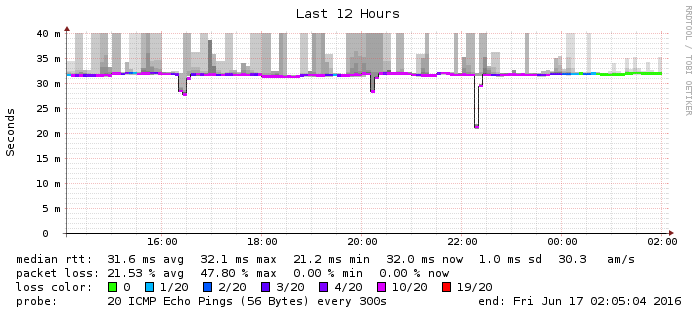 Last 12 Hours
RRDTOOL / TOBI OETIKER
Seconds
40 m
35 m
30 m
25 m
20 m
15 m
10 m
5 m
0
16:00 18:00 20:00 22:00 00:00 02:00
median rtt: 31.6 ms avg 32.1 ms max 21.2 ms min 32.0 ms now 1.0 ms sd 30.3 am/s
packet loss: 21.53 % avg 47.80 % max 0.00 % min 0.00 % now
loss color: 0 1/20 2/20 3/20 4/20 10/20 19/20
probe: 20 ICMP Echo Pings (56 Bytes) every 300s end: Fri Jun 17 02:05:04 2016